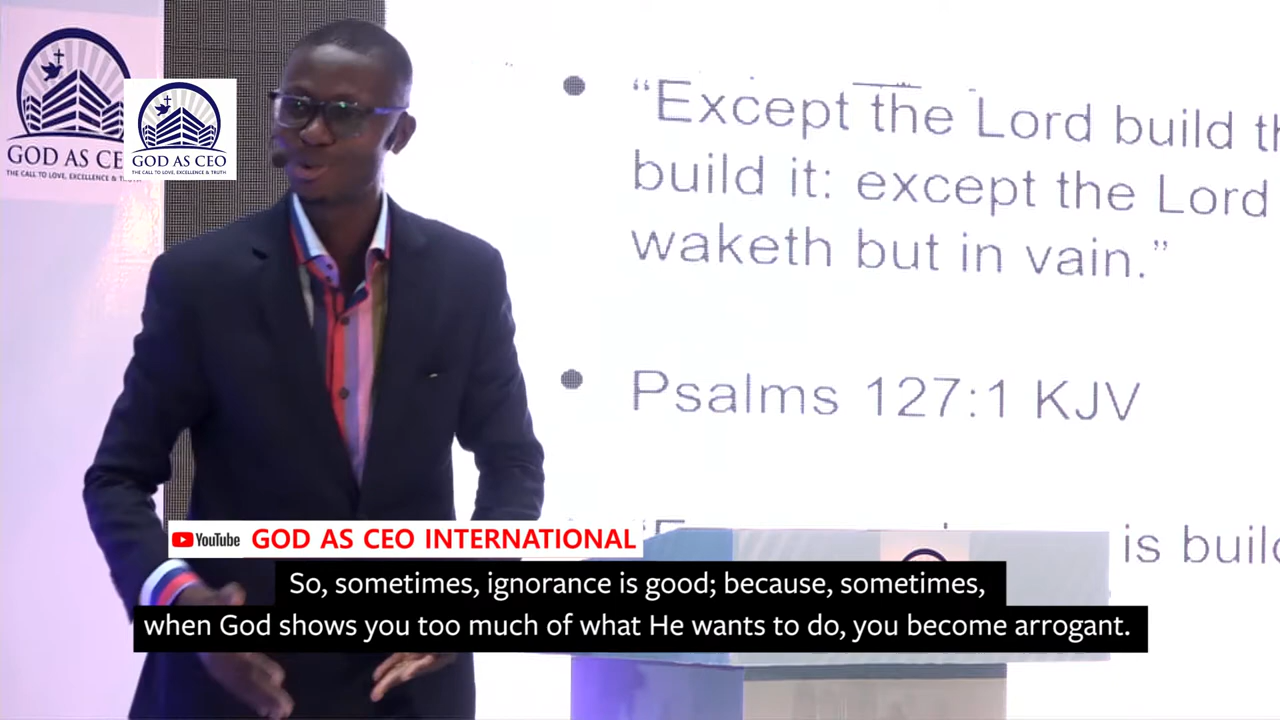 GOD AS CE
THE CALL TO LOVE, EXCELLENCE & TRUTH
GOD AS CEO
THE CALL TO LOVE, EXCELLENCE & TRUTH
• “Except the Lord build th
build it: except the Lord
waketh but in vain.”
• Psalms 127:1 KJV
is build
YouTube GOD AS CEO INTERNATIONAL
So, sometimes, ignorance is good; because, sometimes,
when God shows you too much of what He wants to do, you become arrogant.